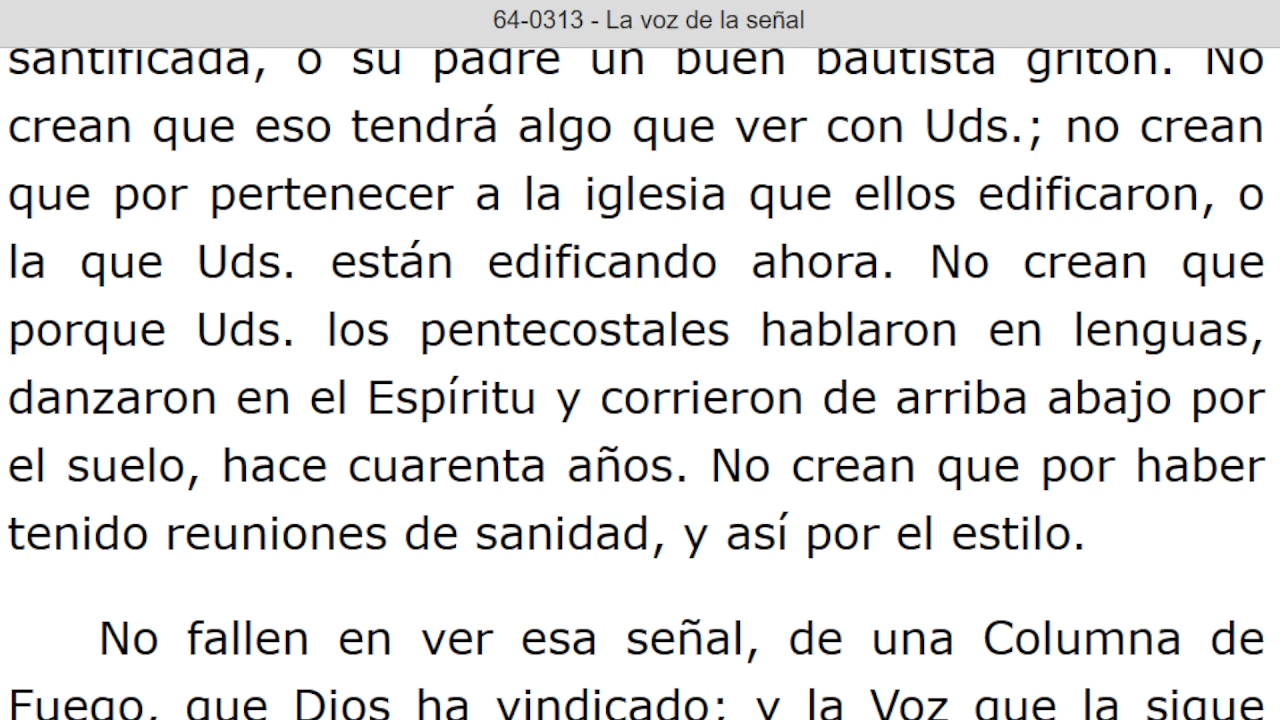 64-0313 - La voz de la señal
santificada, o su padre un buen bautista gritón. No
crean que eso tendrá algo que ver con Uds.; no crean
que por pertenecer a la iglesia que ellos edificaron, o
la que Uds. están edificando ahora. No crean que
porque Uds. los pentecostales hablaron en lenguas,
danzaron en el Espíritu y corrieron de arriba abajo por
el suelo, hace cuarenta años. No crean que por haber
tenido reuniones de sanidad, y así por el estilo.
No fallen en ver esa señal, de una Columna de
Fuego, que Dios ha vindicado; y la Voz que la sigue